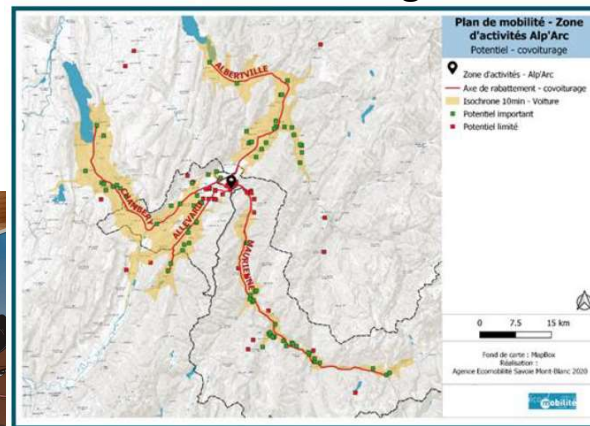 Plan de mobilité - Zone
d'activités Alp'Arc
Potentiel - covoiturage
Zone d'activités - Alp'Arc
Axe de rabattement - covoiturage
Isochrone 10min - Voiture
Potentiel important
Potentiel limité
ALBERTVILLE
CHAMBERY
ALLEVARD
MAURIENNE
0 7.5 15 km
Fond de carte : MapBox
Réalisation :
Agence Ecomobilité Savoie Mont-Blanc 2020
mobilité